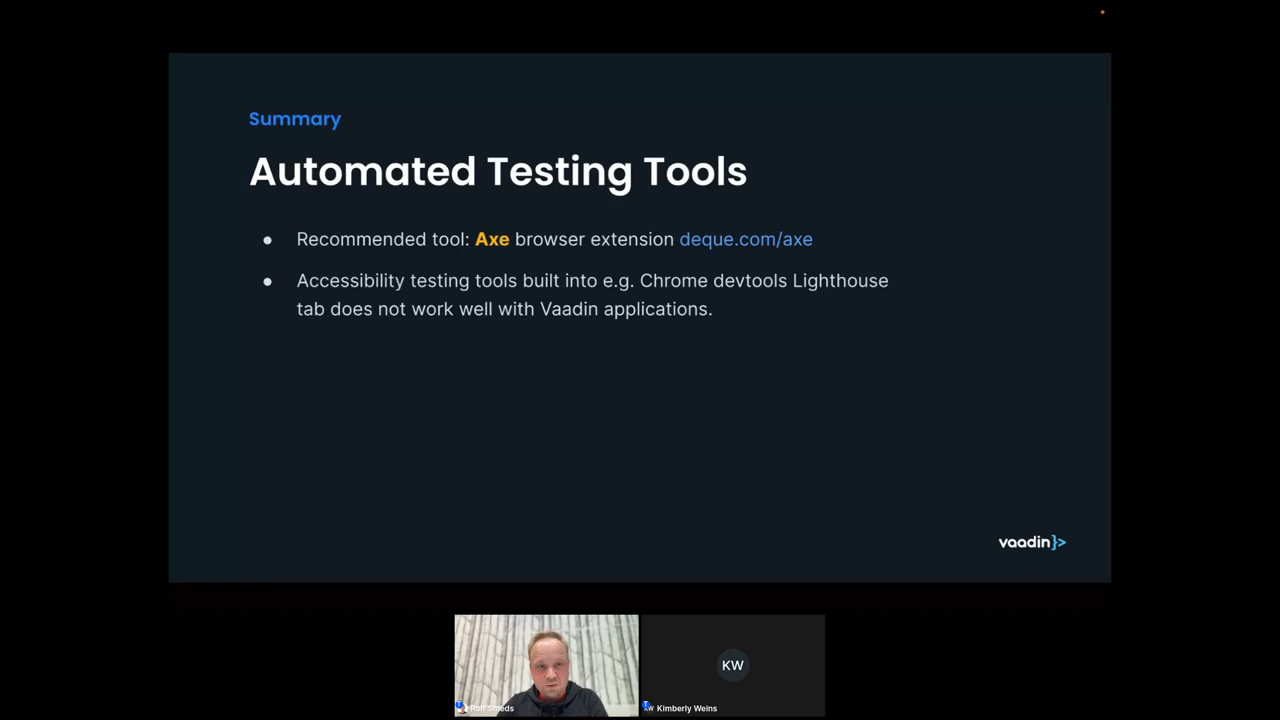 Summary
Automated Testing Tools
● Recommended tool: Axe browser extension deque.com/axe
● Accessibility testing tools built into e.g. Chrome devtools Lighthouse
tab does not work well with Vaadin applications.
vaadin}>
KW
Rolf Smeds
Kimberly Weins